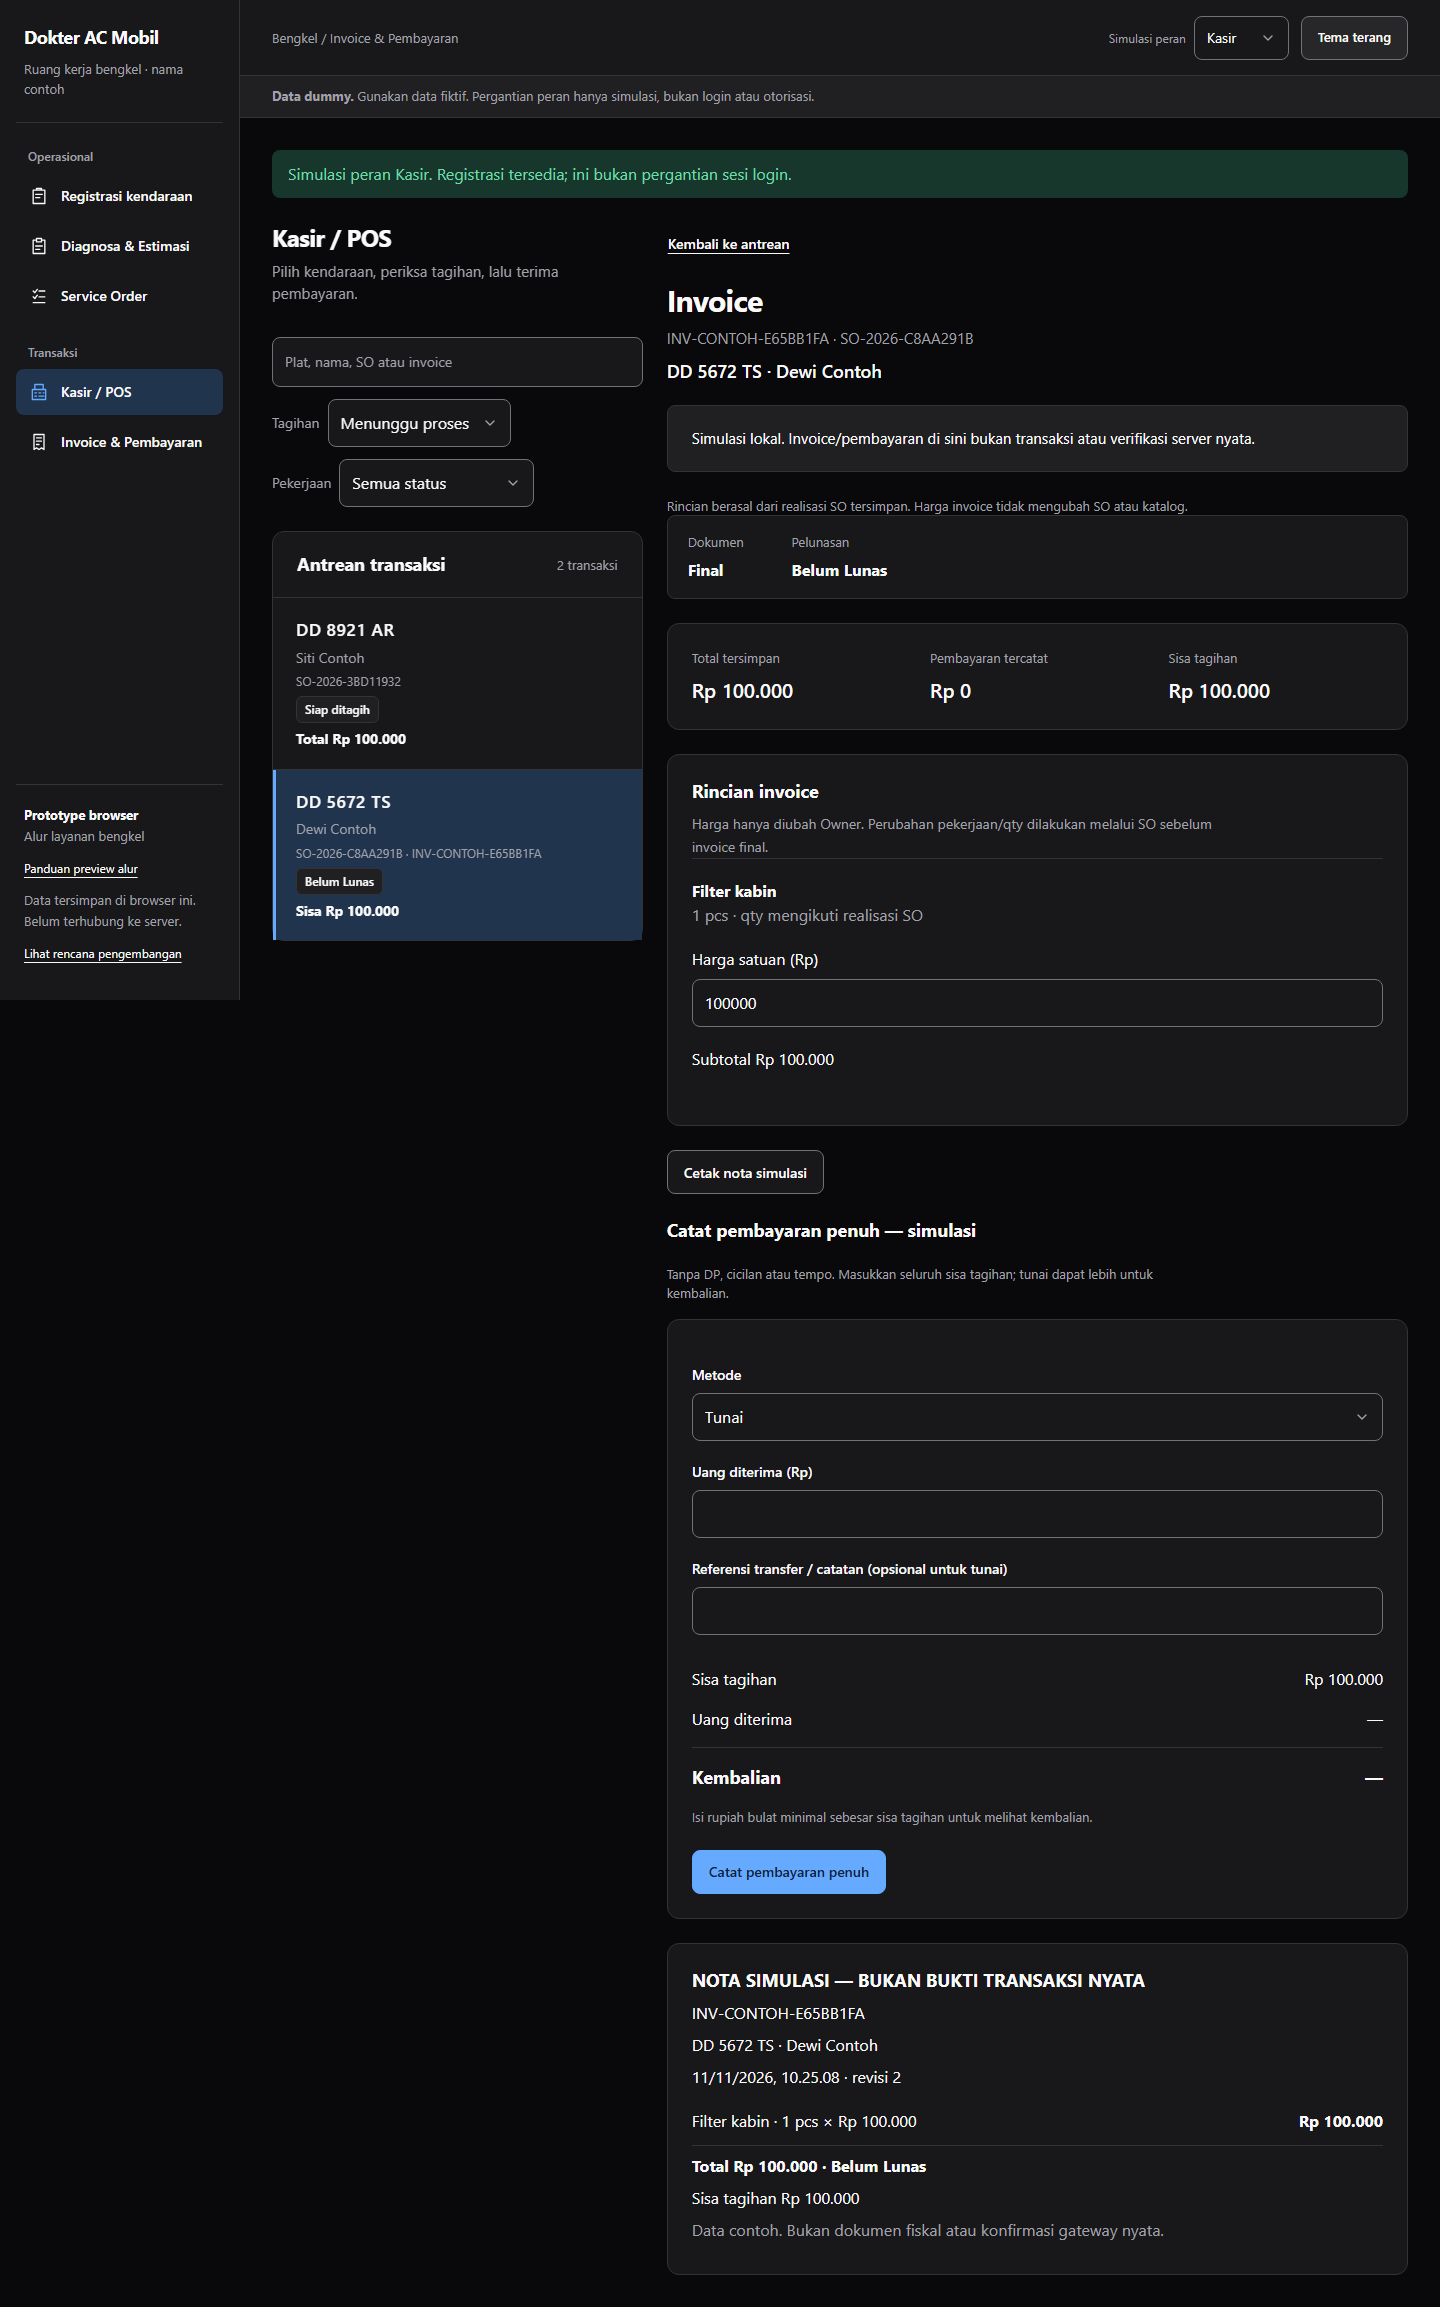 Dokter AC Mobil
Ruang kerja bengkel · nama
contoh
Operasional
Registrasi kendaraan
Diagnosa & Estimasi
Service Order
Transaksi
Kasir / POS
Invoice & Pembayaran
Prototype browser
Alur layanan bengkel
Panduan preview alur
Data tersimpan di browser ini.
Belum terhubung ke server.
Lihat rencana pengembangan
Bengkel / Invoice & Pembayaran
Simulasi peran
Kasir
Tema terang
Data dummy. Gunakan data fiktif. Pergantian peran hanya simulasi, bukan login atau otorisasi.
Simulasi peran Kasir. Registrasi tersedia; ini bukan pergantian sesi login.
Kasir / POS
Pilih kendaraan, periksa tagihan, lalu terima
pembayaran.
Plat, nama, SO atau invoice
Tagihan
Menunggu proses
Pekerjaan
Semua status
Antrean transaksi
2 transaksi
DD 8921 AR
Siti Contoh
SO-2026-3BD11932
Siap ditagih
Total Rp 100.000
DD 5672 TS
Dewi Contoh
SO-2026-C8AA291B · INV-CONTOH-E65BB1FA
Belum Lunas
Sisa Rp 100.000
Kembali ke antrean
Invoice
INV-CONTOH-E65BB1FA · SO-2026-C8AA291B
DD 5672 TS · Dewi Contoh
Simulasi lokal. Invoice/pembayaran di sini bukan transaksi atau verifikasi server nyata.
Rincian berasal dari realisasi SO tersimpan. Harga invoice tidak mengubah SO atau katalog.
Dokumen
Final
Pelunasan
Belum Lunas
Total tersimpan
Rp 100.000
Pembayaran tercatat
Rp 0
Sisa tagihan
Rp 100.000
Rincian invoice
Harga hanya diubah Owner. Perubahan pekerjaan/qty dilakukan melalui SO sebelum
invoice final.
Filter kabin
1 pcs · qty mengikuti realisasi SO
Harga satuan (Rp)
100000
Subtotal Rp 100.000
Cetak nota simulasi
Catat pembayaran penuh — simulasi
Tanpa DP, cicilan atau tempo. Masukkan seluruh sisa tagihan; tunai dapat lebih untuk
kembalian.
Metode
Tunai
Uang diterima (Rp)
Referensi transfer / catatan (opsional untuk tunai)
Sisa tagihan Rp 100.000
Uang diterima —
Kembalian —
Isi rupiah bulat minimal sebesar sisa tagihan untuk melihat kembalian.
Catat pembayaran penuh
NOTA SIMULASI — BUKAN BUKTI TRANSAKSI NYATA
INV-CONTOH-E65BB1FA
DD 5672 TS · Dewi Contoh
11/11/2026, 10.25.08 · revisi 2
Filter kabin · 1 pcs × Rp 100.000 Rp 100.000
Total Rp 100.000 · Belum Lunas
Sisa tagihan Rp 100.000
Data contoh. Bukan dokumen fiskal atau konfirmasi gateway nyata.